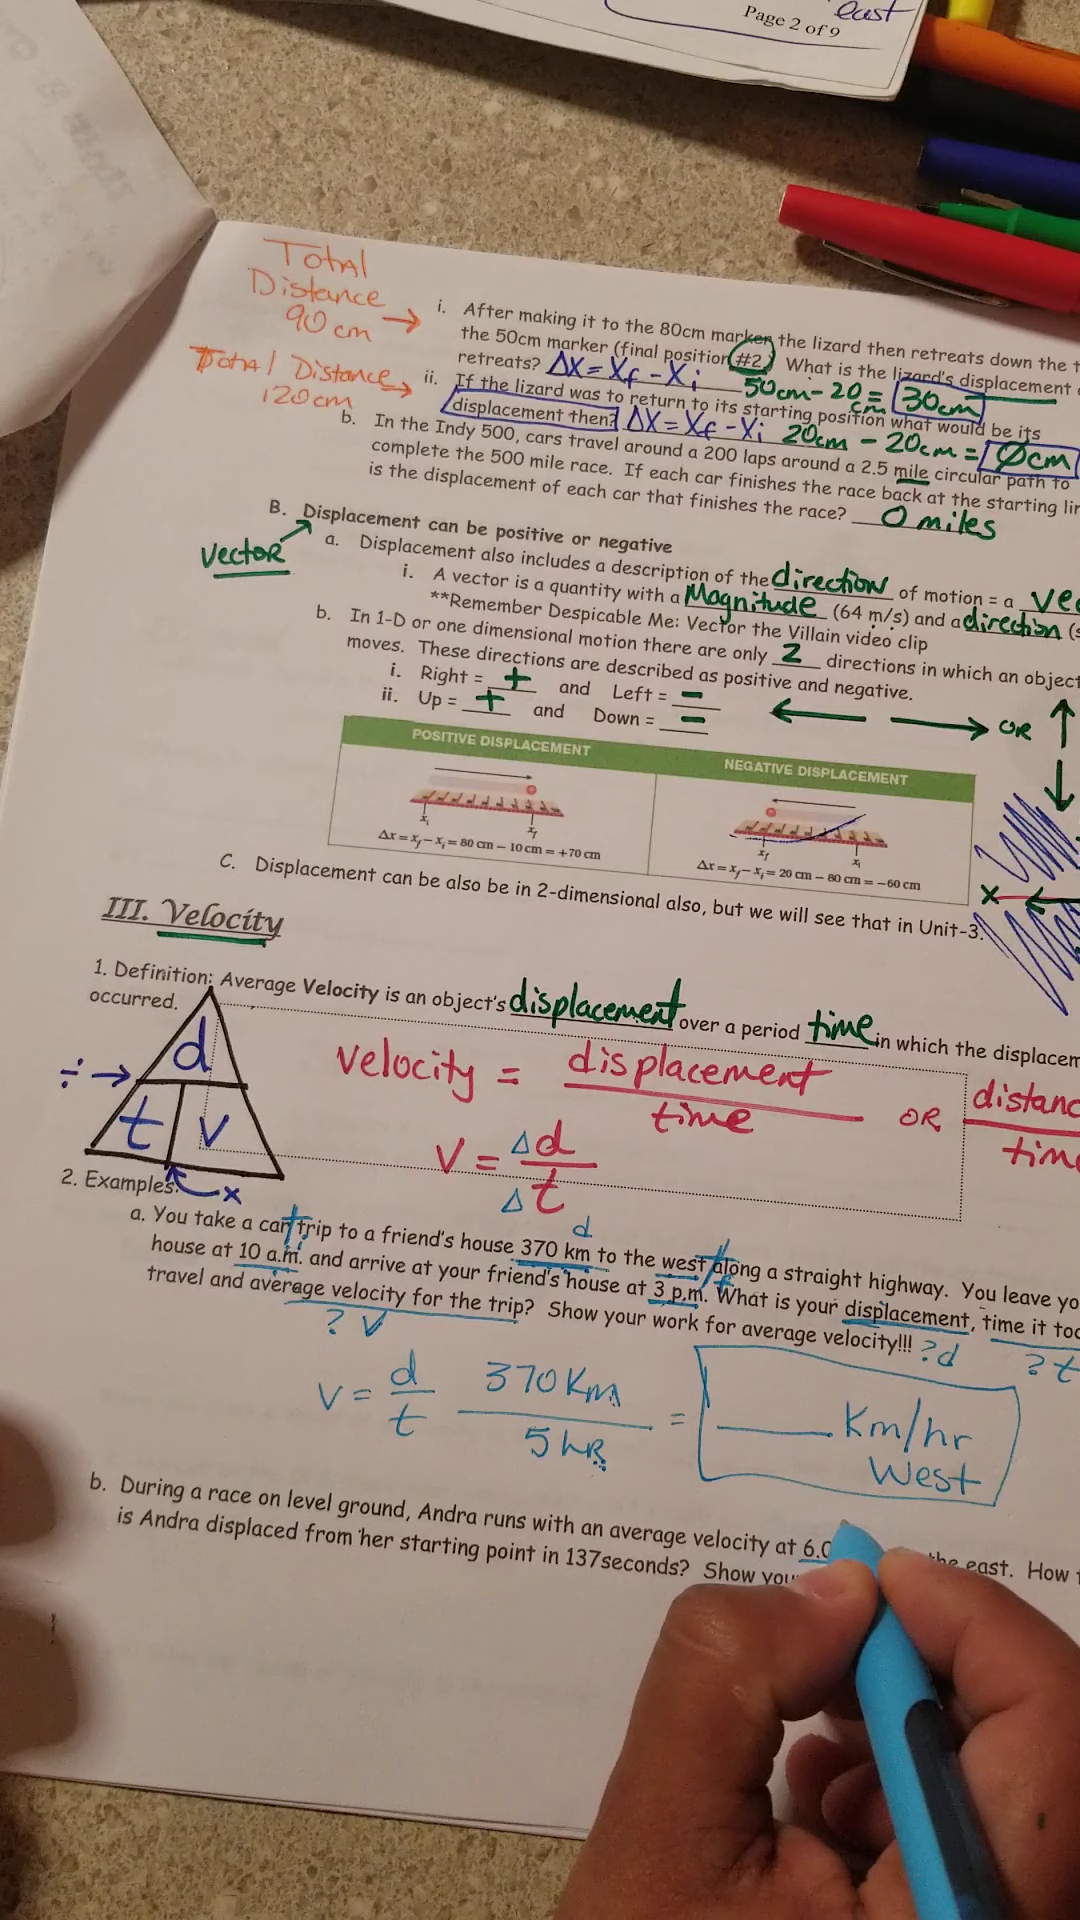 east
Page 2 of 9
Total
Distance
90 cm →
i. After making it to the 80cm marker, the lizard then retreats down the
the 50cm marker (final position #2). What is the lizard's displacement
retreats? ΔX = Xf - Xi 50cm - 20 cm = 30cm
Total Distance →
120cm
ii. If the lizard was to return to its starting position what would be its
displacement then? ΔX = Xf - Xi 20cm - 20cm = 0cm
b. In the Indy 500, cars travel around a 200 laps around a 2.5 mile circular path to
complete the 500 mile race. If each car finishes the race back at the starting
is the displacement of each car that finishes the race? 0 miles
B. Displacement can be positive or negative
Vector
a. Displacement also includes a description of the direction of motion = a
i. A vector is a quantity with a Magnitude (64 m/s) and a direction
**Remember Despicable Me: Vector the Villain video clip
b. In 1-D or one dimensional motion there are only 2 directions in which an object
moves. These directions are described as positive and negative.
i. Right = + and Left = -
ii. Up = + and Down = -
← → OR ↑ ↓
POSITIVE DISPLACEMENT NEGATIVE DISPLACEMENT
xi xf xf xi
Δx = xf – xi = 80 cm – 10 cm = +70 cm
Δx = xf – xi = 20 cm – 80 cm = –60 cm
x ←
C. Displacement can be also be in 2-dimensional also, but we will see that in Unit-3.
III. Velocity
1. Definition: Average Velocity is an object's displacement over a period time in which the
occurred.
÷ → d
t v
x
velocity = displacement / time OR
V = Δd / Δt
2. Examples:
a. You take a car trip to a friend's house 370 km to the west along a straight highway. You leave
house at 10 a.m. and arrive at your friend's house at 3 p.m. What is your displacement, time it
travel and average velocity for the trip? Show your work for average velocity!!!
d
? V ?d ?t
V = d / t 370 Km / 5 hR = ____ Km/hr
West
b. During a race on level ground, Andra runs with an average velocity at east. How
is Andra displaced from her starting point in 137seconds? Show